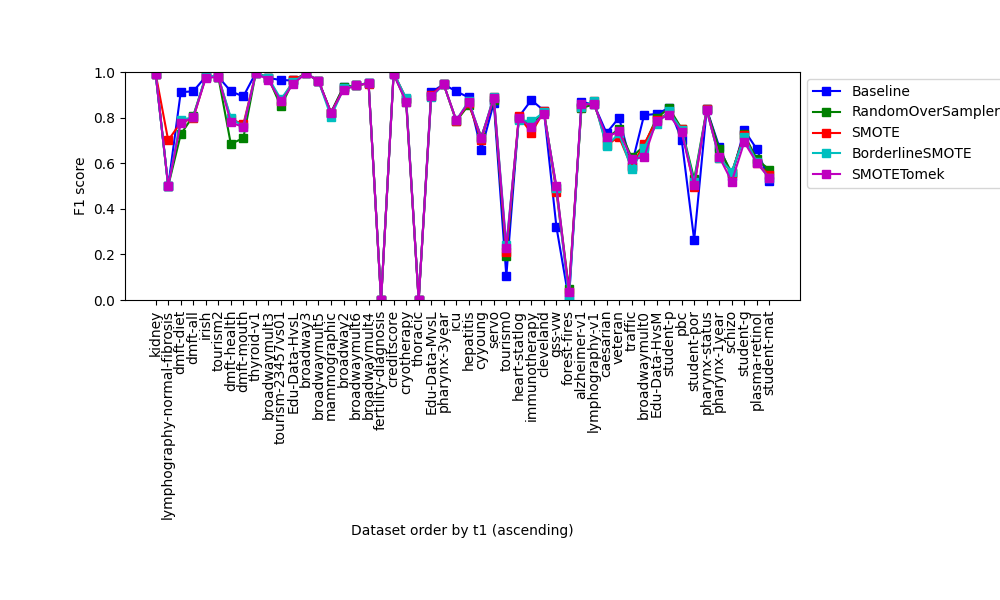 1.0
0.8
0.6
0.4
0.2
0.0
F1 score
Baseline
RandomOverSampler
SMOTE
BorderlineSMOTE
SMOTETomek
kidney
lymphography-normal-fibrosis
dmft-diet
dmft-all
irish
tourism2
dmft-health
dmft-mouth
thyroid-v1
broadwaymult3
tourism-23457vs01
Edu-Data-HvsL
broadway3
broadwaymult5
mammographic
broadway2
broadwaymult6
broadwaymult4
fertility-diagnosis
creditscore
cryotherapy
thoracic
Edu-Data-MvsL
pharynx-3year
icu
hepatitis
cyyoung
servo
tourism0
heart-statlog
immunotherapy
cleveland
gss-vw
forest-fires
alzheimer-v1
lymphography-v1
caesarian
veteran
traffic
broadwaymult0
Edu-Data-HvsM
student-p
pbc
student-por
pharynx-status
pharynx-1year
schizo
student-g
plasma-retinol
student-mat
Dataset order by t1 (ascending)